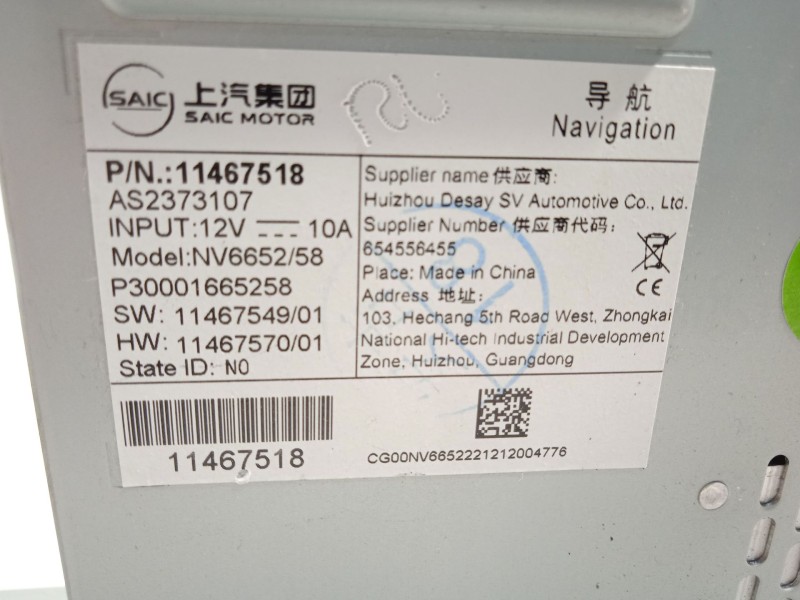 SAIC 上汽集团
SAIC MOTOR
导航
Navigation
P/N.:11467518
AS2373107
INPUT:12V 10A
Model:NV6652/58
P30001665258
SW: 11467549/01
HW: 11467570/01
State ID: N0
Supplier name 供应商:
Huizhou Desay SV Automotive Co., Ltd.
Supplier Number 供应商代码:
654556455
Place: Made in China
Address 地址:
103, Hechang 5th Road West, Zhongkai
National Hi-tech Industrial Development
Zone, Huizhou, Guangdong
CE
11467518
CG00NV6652221212004776